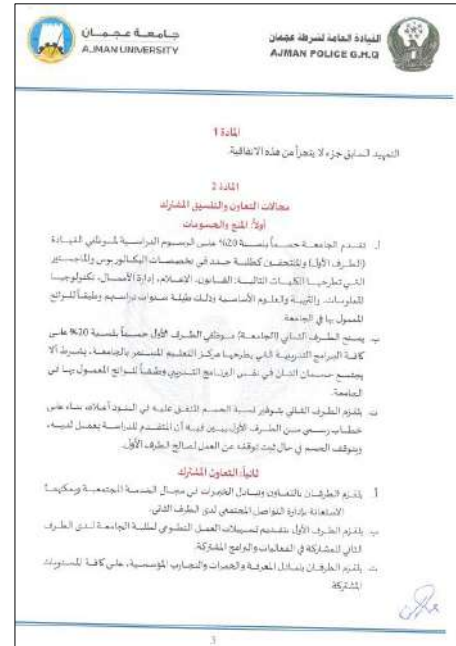 جامعة عجمان
AJMAN UNIVERSITY
القيادة العامة لشرطة عجمان
AJMAN POLICE G.H.Q
المادة 1
التمهيد السابق جزء لا يتجزأ من هذه الاتفاقية.
المادة 2
مجالات التعاون والتنسيق المشترك
أولاً: المنح والخصومات
أ. تقدم الجامعة خصماً بنسبة 20% على الرسوم الدراسية لموظفي القيادة
(الطرف الأول) والملتحقين كطلبة جدد في تخصصات البكالوريوس والماجستير
التي تطرحها الكليات التالية: القانون، الإعلام، إدارة الأعمال، تكنولوجيا
المعلومات، والتربية والعلوم الأساسية وذلك طيلة سنوات دراستهم وطبقاً للوائح
المعمول بها في الجامعة.
ب. يمنح الطرف الثاني (الجامعة) موظفي الطرف الأول خصماً بنسبة 20% على
كافة البرامج التدريبية التي يطرحها مركز التعليم المستمر بالجامعة، بشرط ألا
يجتمع خصمان اثنان في نفس البرنامج التدريبي وطبقاً للوائح المعمول بها في
الجامعة.
ت. يلتزم الطرف الثاني بتوفير نسبة الخصم المتفق عليه في البنود أعلاه، بناء على
خطاب رسمي من الطرف الأول يبين فيه أن المتقدم للدراسة يعمل لديه،
ويتوقف الخصم في حال ثبت توقفه عن العمل لصالح الطرف الأول.
ثانياً: التعاون المشترك
أ. يلتزم الطرفان بالتعاون وتبادل الخبرات في مجال الخدمة المجتمعية ويمكنهما
الاستعانة بإدارة التواصل المجتمعي لدى الطرف الثاني.
ب. يلتزم الطرف الأول بتقديم تسهيلات العمل التطوعي لطلبة الجامعة لدى الطرف
الثاني للمشاركة في الفعاليات والبرامج المشتركة.
ت. يلتزم الطرفان بتبادل المعرفة والخبرات والتجارب المؤسسية، على كافة المستويات
المشتركة.
3